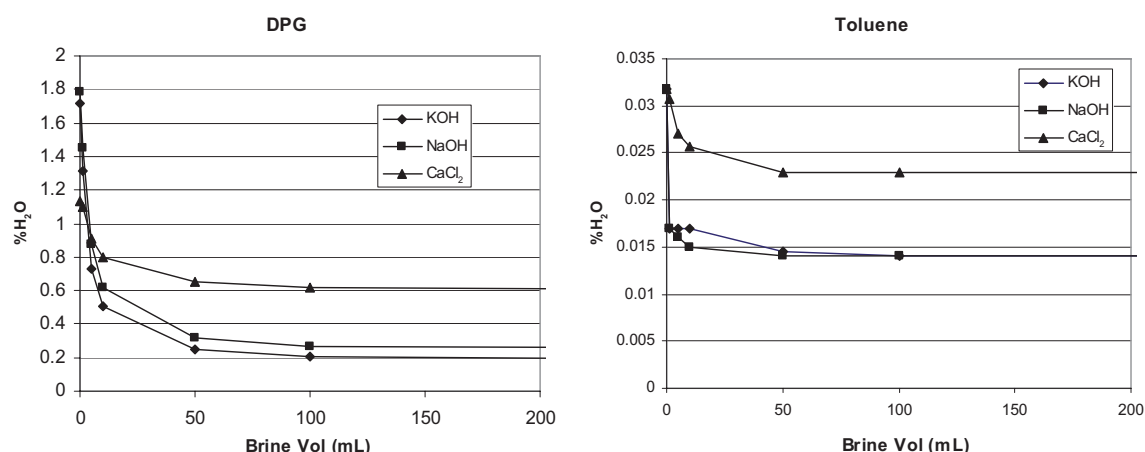 DPG
2
1.8
1.6
1.4
1.2
1
0.8
0.6
0.4
0.2
0
%H₂O
KOH
NaOH
CaCl₂
0 50 100 150 200
Brine Vol (mL)
Toluene
0.035
0.03
0.025
0.02
0.015
0.01
0.005
0
%H₂O
KOH
NaOH
CaCl₂
0 50 100 150 200
Brine Vol (mL)